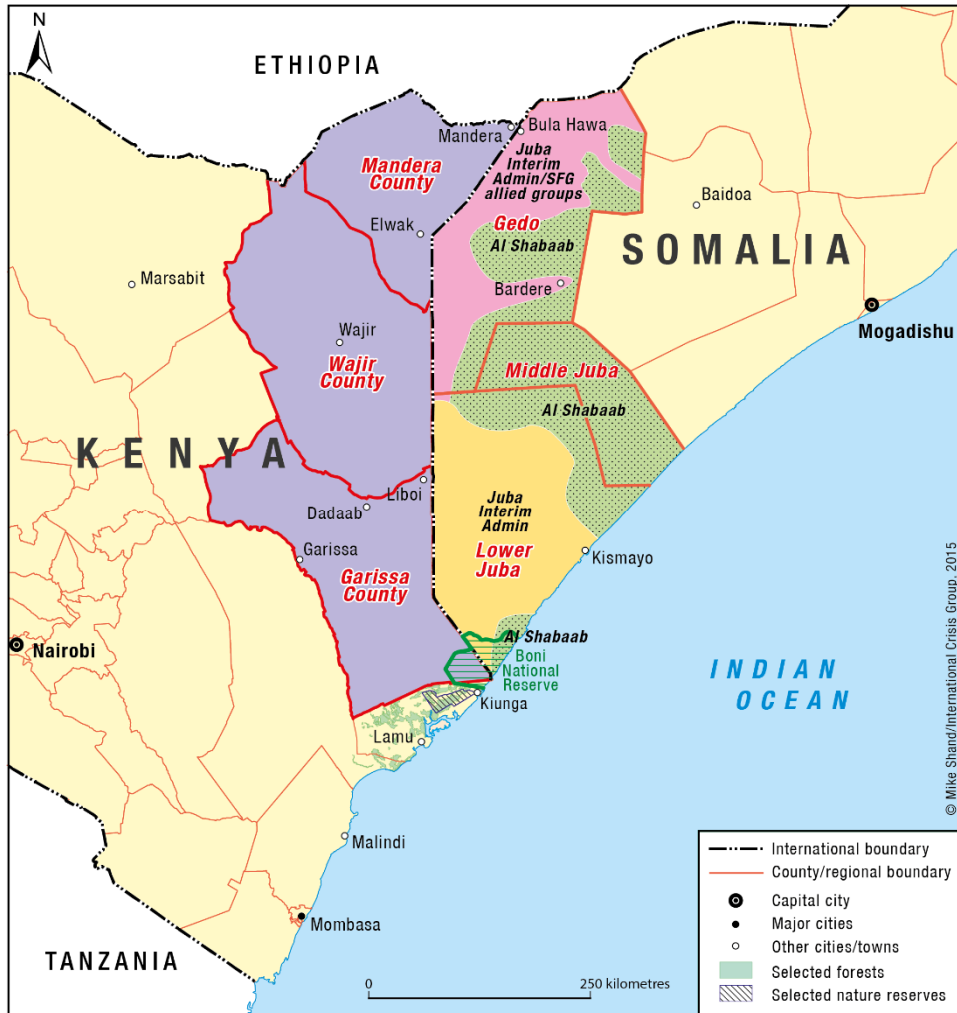 N
ETHIOPIA
Mandera
Bula Hawa
Mandera
County
Juba
Interim
Admin/SFG
allied groups
Gedo
Elwak
Al Shabaab
Baidoa
SOMALIA
Marsabit
Bardere
Mogadishu
Wajir
Wajir
County
Middle Juba
Al Shabaab
KENYA
Liboi
Dadaab
Juba
Interim
Admin
Lower
Juba
Kismayo
Garissa
Garissa
County
Al Shabaab
Boni
National
Reserve
Nairobi
Kiunga
INDIAN
OCEAN
Lamu
Malindi
Mombasa
TANZANIA
0 250 kilometres
International boundary
County/regional boundary
Capital city
Major cities
Other cities/towns
Selected forests
Selected nature reserves
© Mike Shand/International Crisis Group, 2015